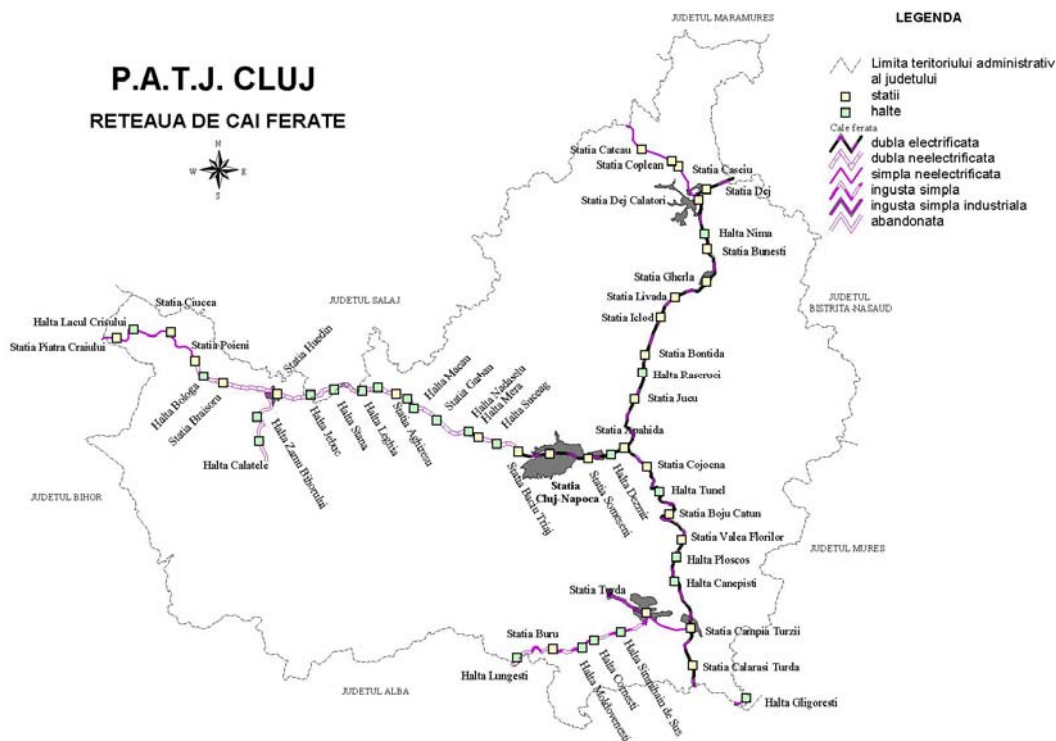 P.A.T.J. CLUJ
RETEAUA DE CAI FERATE
N
W
E
S
JUDETUL MARAMURES
LEGENDA
Limita teritoriului administrativ
al judetului
statii
halte
Cale ferata
dubla electrificata
dubla neelectrificata
simpla neelectrificata
ingusta simpla
ingusta simpla industriala
abandonata
Statia Catcau
Statia Coplean
Statia Caseiu
Statia Dej
Statia Dej Calatori
Halta Nima
Statia Bunesti
Statia Gherla
Statia Livada
Statia Iclod
JUDETUL
BISTRITA-NASAUD
JUDETUL SALAJ
Statia Ciucea
Halta Lacul Crisului
Statia Piatra Craiului
Statia Poieni
Statia Huedin
Halta Bologa
Statia Braisoru
Halta Zamu Bihorului
Halta Calatele
Halta Jebuc
Halta Stana
Halta Leghia
Statia Aghiresu
Halta Macau
Statia Garbau
Halta Nadaselu
Halta Mera
Halta Suceag
Statia Baciu Triaj
Statia
Cluj-Napoca
Statia Someseni
Halta Dezmir
Statia Bontida
Halta Rascruci
Statia Jucu
Statia Apahida
Statia Cojocna
Halta Tunel
Statia Boju Catun
Statia Valea Florilor
Halta Ploscos
Halta Canepisti
JUDETUL BIHOR
JUDETUL MURES
Statia Turda
Statia Campia Turzii
Statia Calarasi Turda
Halta Gligoresti
Statia Buru
Halta Lungesti
Halta Moldovenesti
Halta Cornesti
Halta Sanmihaiu de Sus
JUDETUL ALBA